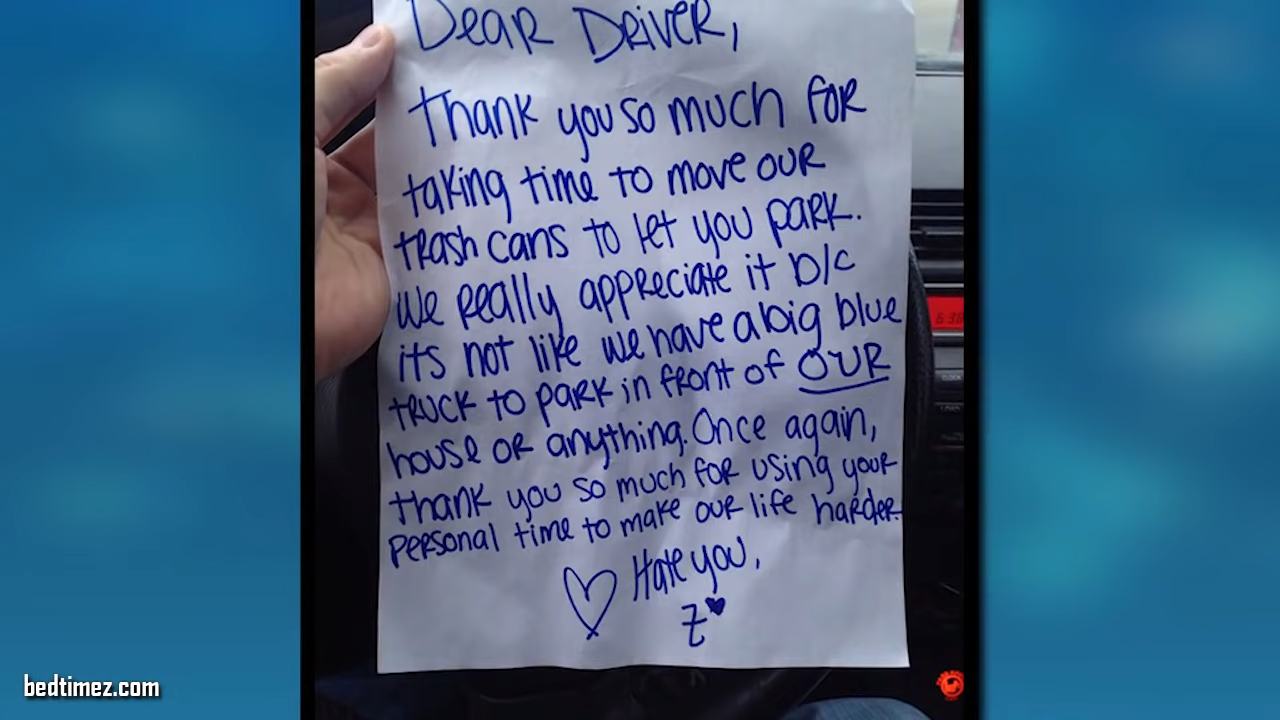 Dear Driver,
Thank you so much for
taking time to move our
trash cans to let you park.
We really appreciate it b/c
its not like we have a big blue
truck to park in front of OUR
house or anything. Once again,
thank you so much for using your
personal time to make our life harder.
Hate you,
Z
bedtimez.com